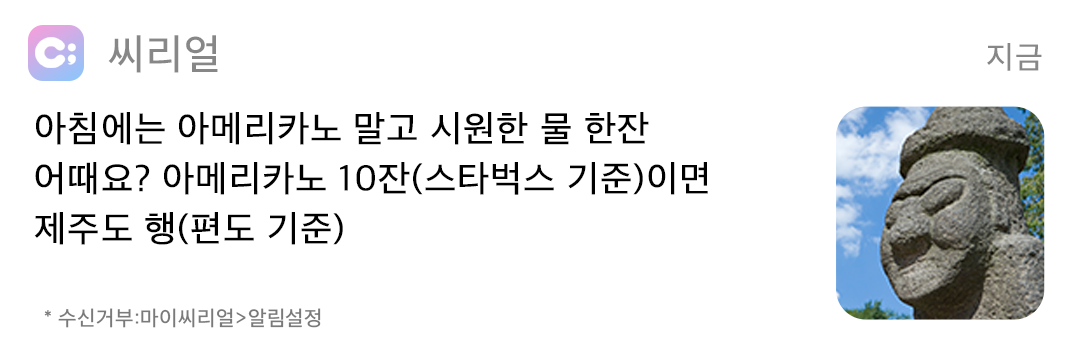 C;
씨리얼
지금
아침에는 아메리카노 말고 시원한 물 한잔
어때요? 아메리카노 10잔(스타벅스 기준)이면
제주도 행(편도 기준)
* 수신거부:마이씨리얼>알림설정